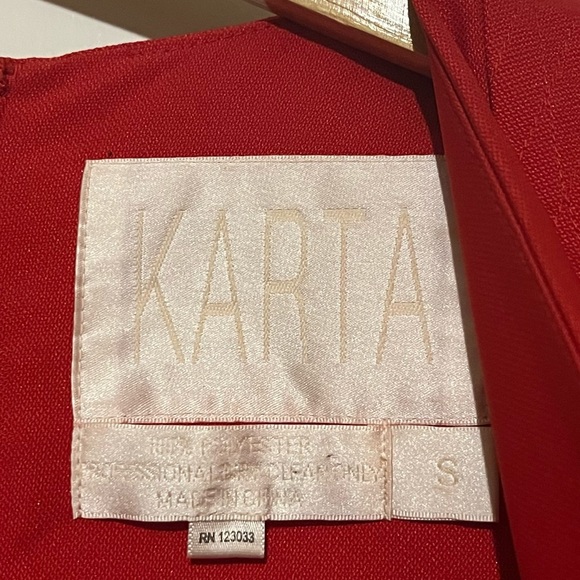 KARTA
100% POLYESTER
PROFESSIONAL DRY CLEAN ONLY
MADE IN CHINA
S
RN 123033